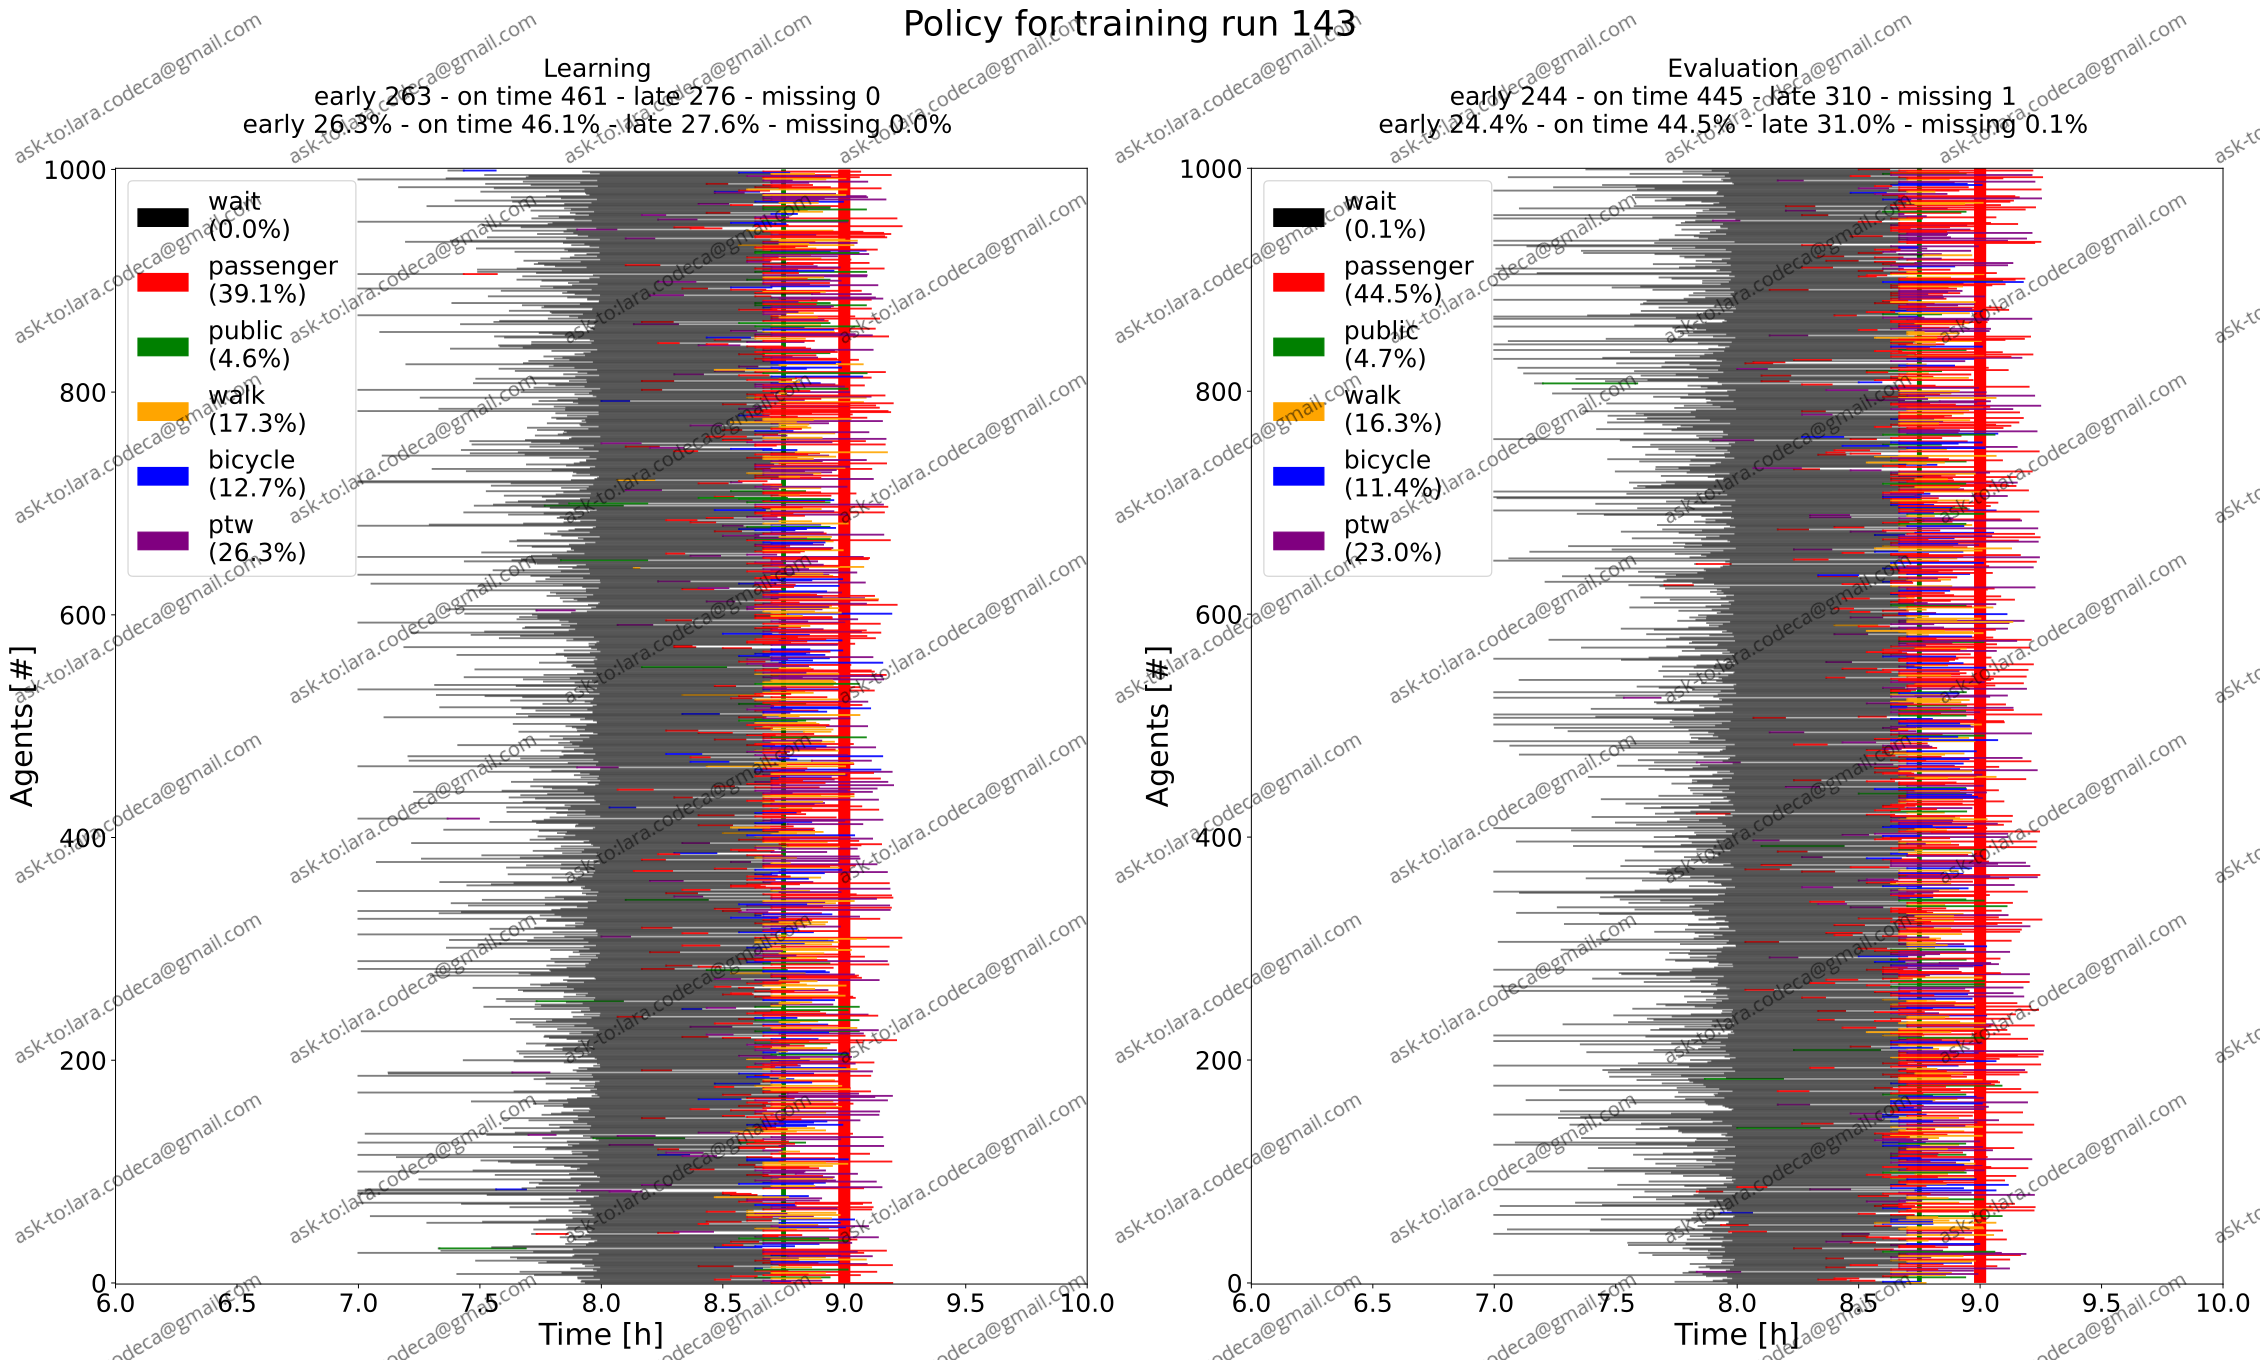 Policy for training run 143
Learning
early 263 - on time 461 - late 276 - missing 0
early 26.3% - on time 46.1% - late 27.6% - missing 0.0%
1000
800
600
400
200
0
Agents [#]
wait
(0.0%)
passenger
(39.1%)
public
(4.6%)
walk
(17.3%)
bicycle
(12.7%)
ptw
(26.3%)
6.0 6.5 7.0 7.5 8.0 8.5 9.0 9.5 10.0
Time [h]
Evaluation
early 244 - on time 445 - late 310 - missing 1
early 24.4% - on time 44.5% - late 31.0% - missing 0.1%
1000
800
600
400
200
0
Agents [#]
wait
(0.1%)
passenger
(44.5%)
public
(4.7%)
walk
(16.3%)
bicycle
(11.4%)
ptw
(23.0%)
6.0 6.5 7.0 7.5 8.0 8.5 9.0 9.5 10.0
Time [h]
ask-to:lara.codeca@gmail.com